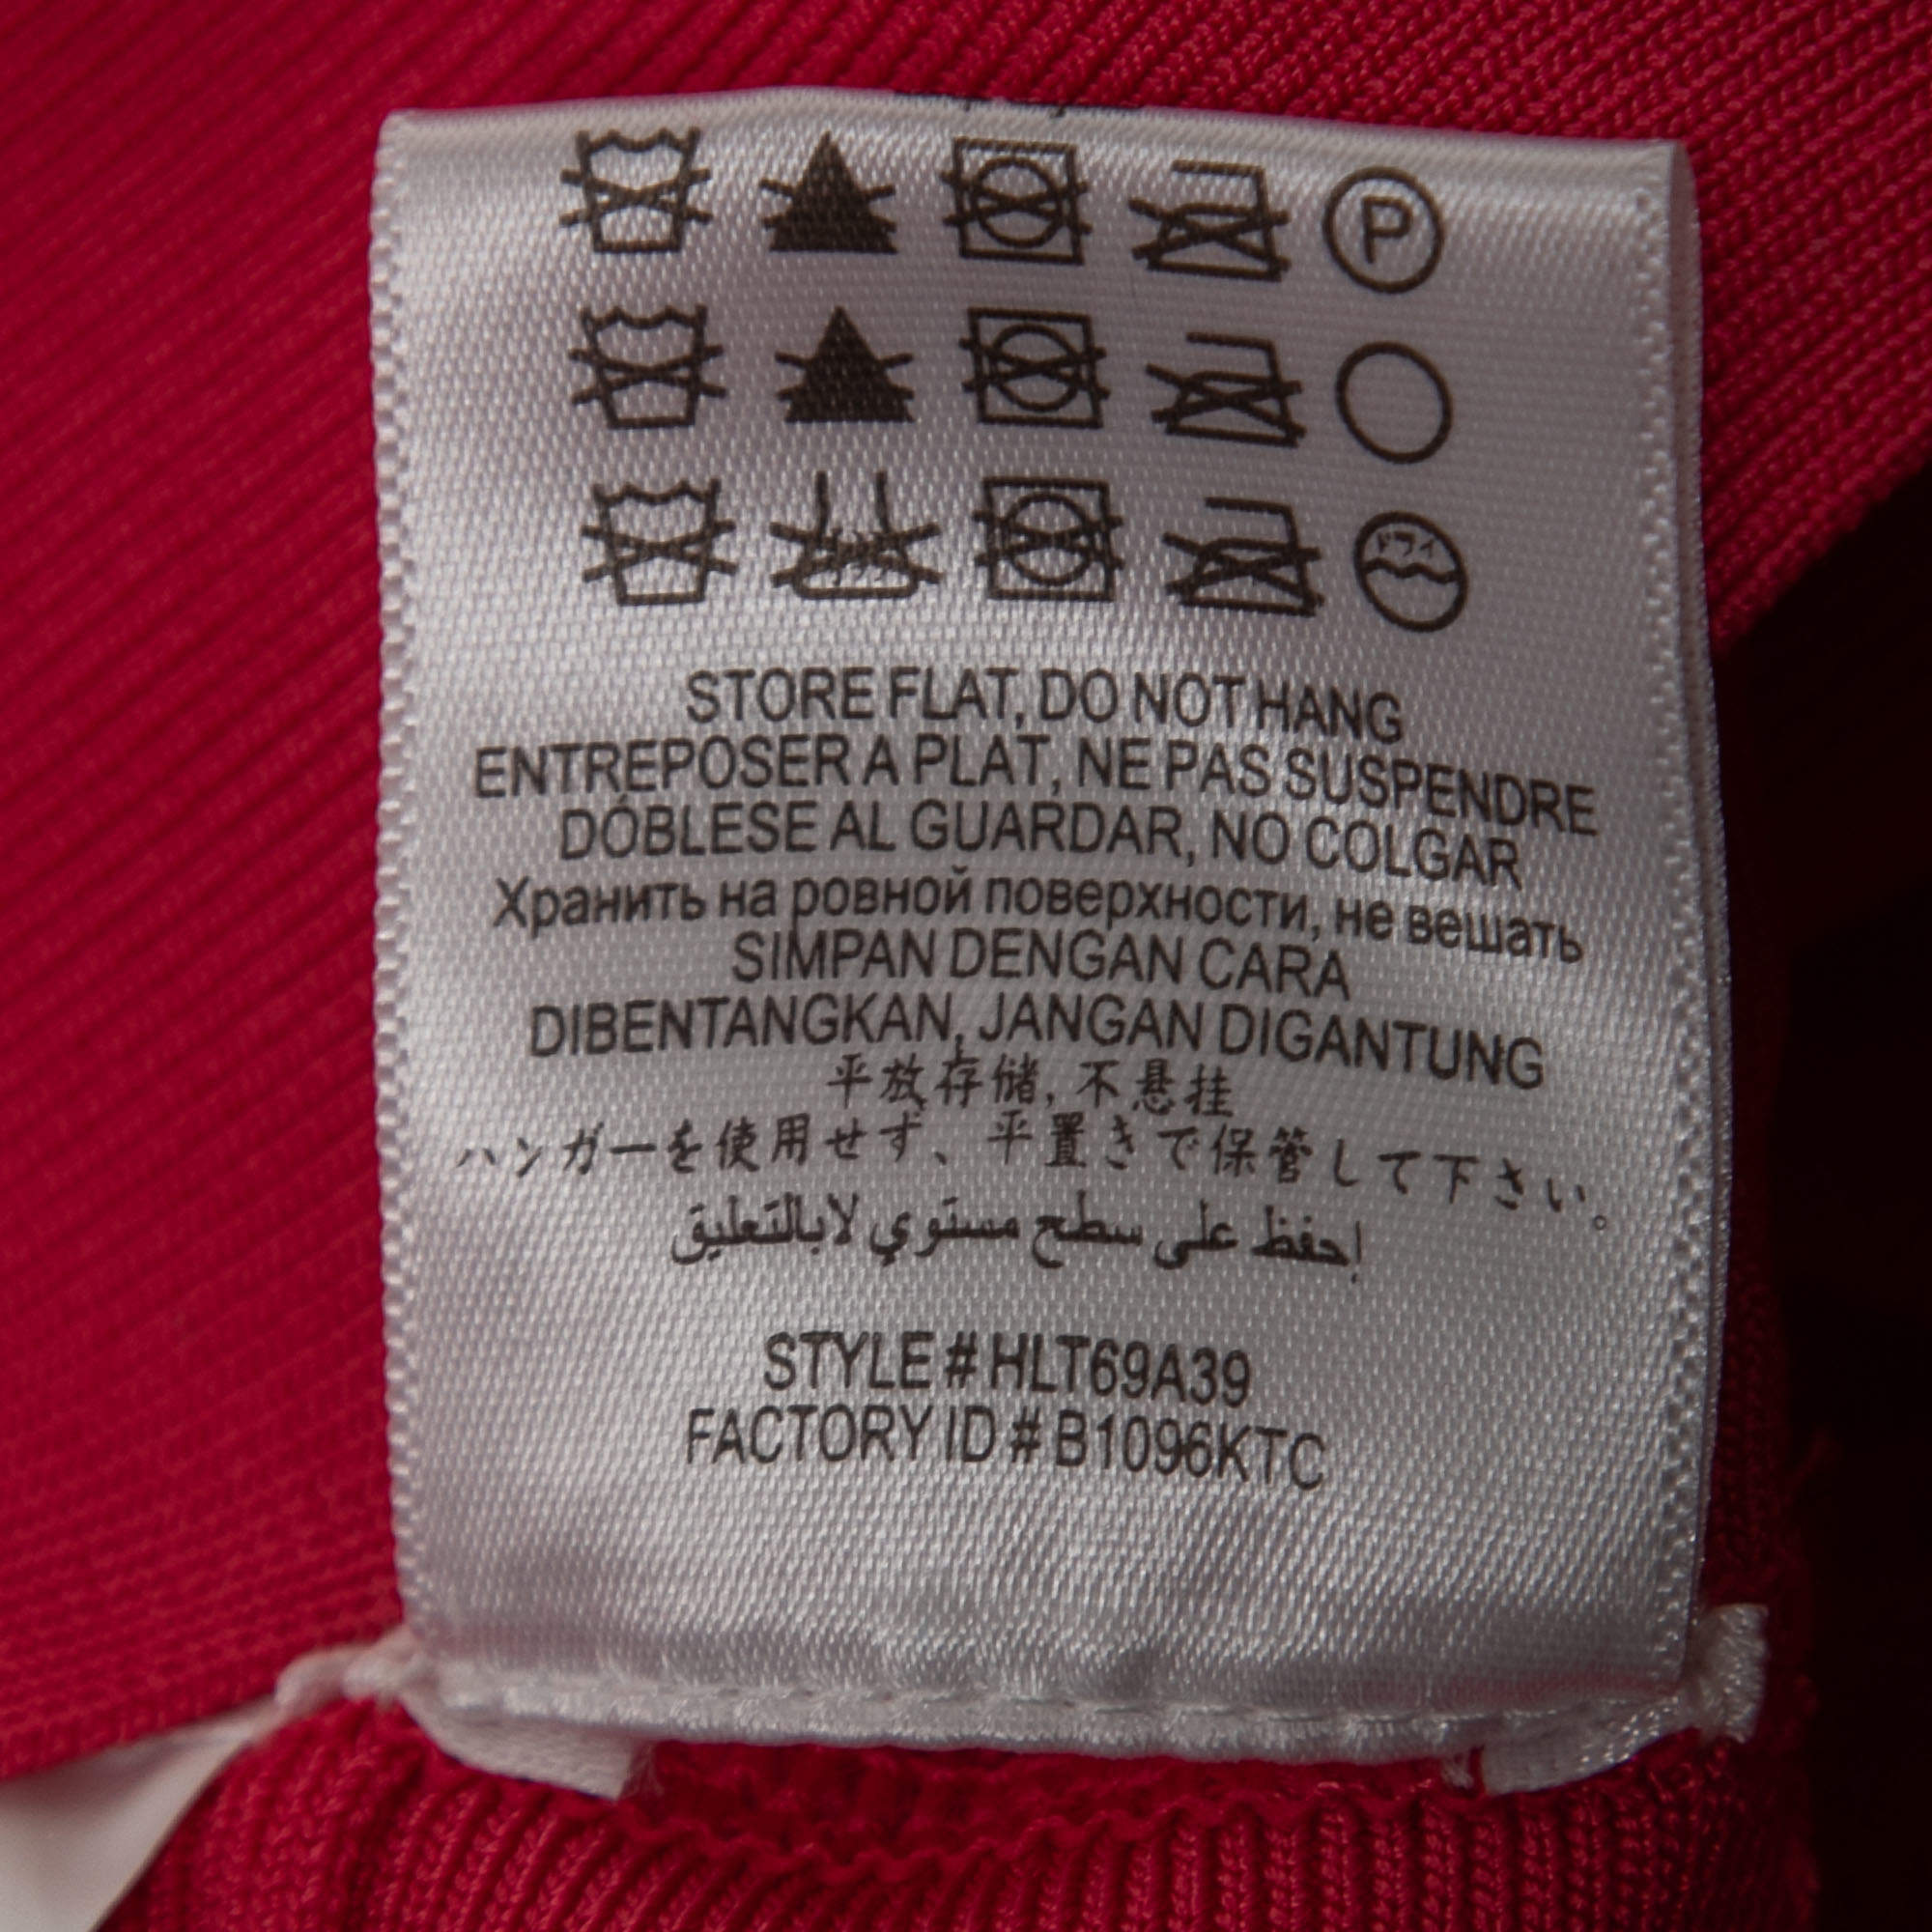 P
ドライ
STORE FLAT, DO NOT HANG
ENTREPOSER A PLAT, NE PAS SUSPENDRE
DÓBLESE AL GUARDAR, NO COLGAR
Хранить на ровной поверхности, не вешать
SIMPAN DENGAN CARA
DIBENTANGKAN, JANGAN DIGANTUNG
平放存储, 不悬挂
ハンガーを使用せず、平置きで保管して下さい。
إحفظ على سطح مستوي لابالتعليق
STYLE # HLT69A39
FACTORY ID # B1096KTC